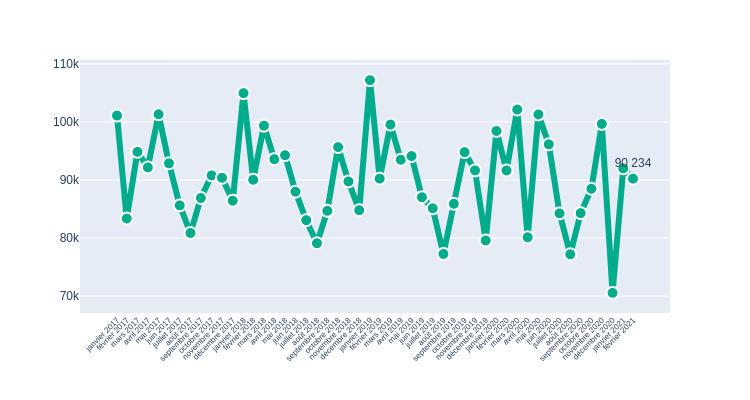 110k
100k
90k
80k
70k
90 234
janvier 2017
février 2017
mars 2017
avril 2017
mai 2017
juin 2017
juillet 2017
août 2017
septembre 2017
octobre 2017
novembre 2017
décembre 2017
janvier 2018
février 2018
mars 2018
avril 2018
mai 2018
juin 2018
juillet 2018
août 2018
septembre 2018
octobre 2018
novembre 2018
décembre 2018
janvier 2019
février 2019
mars 2019
avril 2019
mai 2019
juin 2019
juillet 2019
août 2019
septembre 2019
octobre 2019
novembre 2019
décembre 2019
janvier 2020
février 2020
mars 2020
avril 2020
mai 2020
juin 2020
juillet 2020
août 2020
septembre 2020
octobre 2020
novembre 2020
décembre 2020
janvier 2021
février 2021